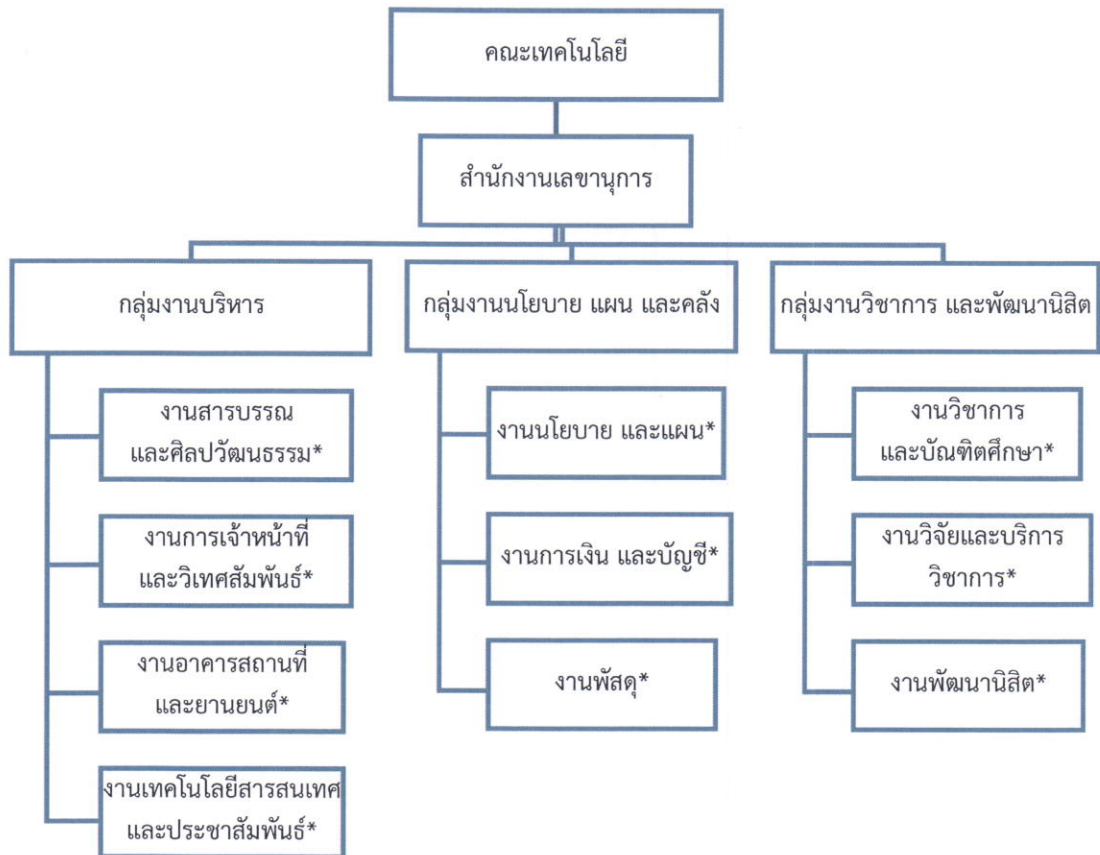 คณะเทคโนโลยี
สำนักงานเลขานุการ
กลุ่มงานบริหาร
งานสารบรรณ
และศิลปวัฒนธรรม*
งานการเจ้าหน้าที่
และวิเทศสัมพันธ์*
งานอาคารสถานที่
และยานยนต์*
งานเทคโนโลยีสารสนเทศ
และประชาสัมพันธ์*
กลุ่มงานนโยบาย แผน และคลัง
งานนโยบาย และแผน*
งานการเงิน และบัญชี*
งานพัสดุ*
กลุ่มงานวิชาการ และพัฒนานิสิต
งานวิชาการ
และบัณฑิตศึกษา*
งานวิจัยและบริการ
วิชาการ*
งานพัฒนานิสิต*